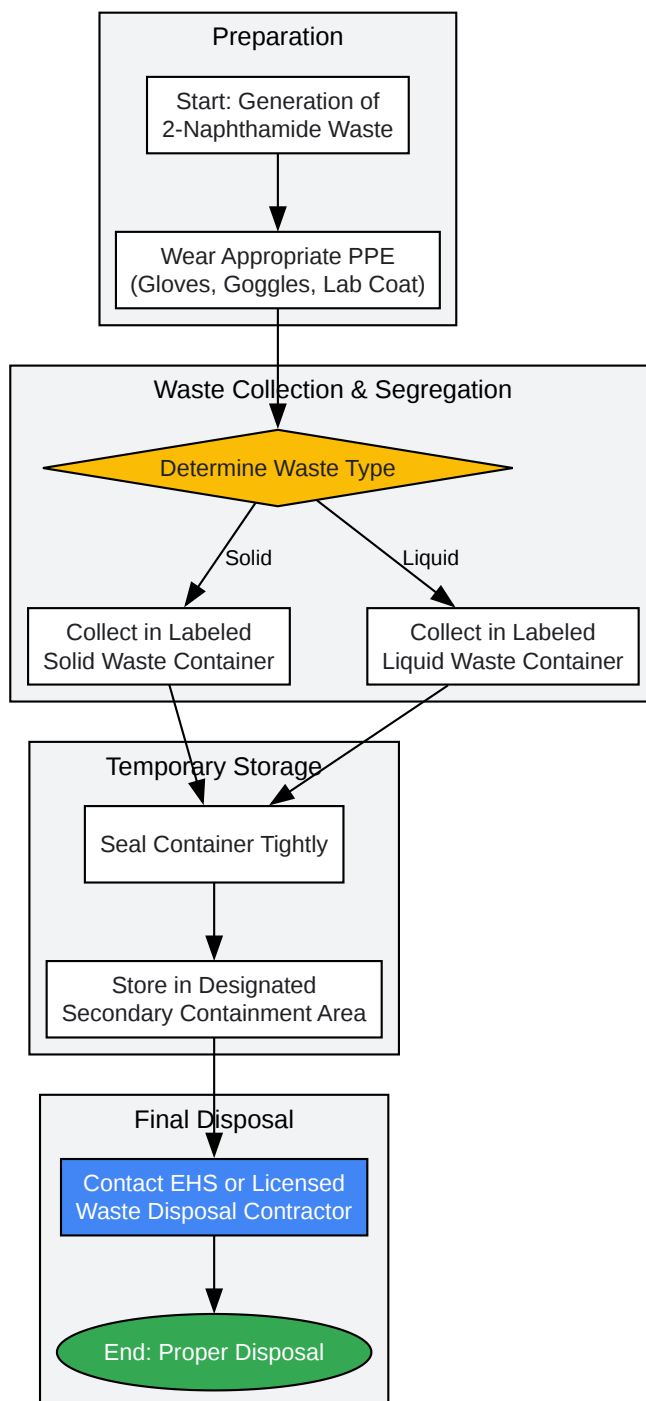 Preparation
Start: Generation of
2-Naphthamide Waste
Wear Appropriate PPE
(Gloves, Goggles, Lab Coat)
Waste Collection & Segregation
Determine Waste Type
Solid
Liquid
Collect in Labeled
Solid Waste Container
Collect in Labeled
Liquid Waste Container
Temporary Storage
Seal Container Tightly
Store in Designated
Secondary Containment Area
Final Disposal
Contact EHS or Licensed
Waste Disposal Contractor
End: Proper Disposal